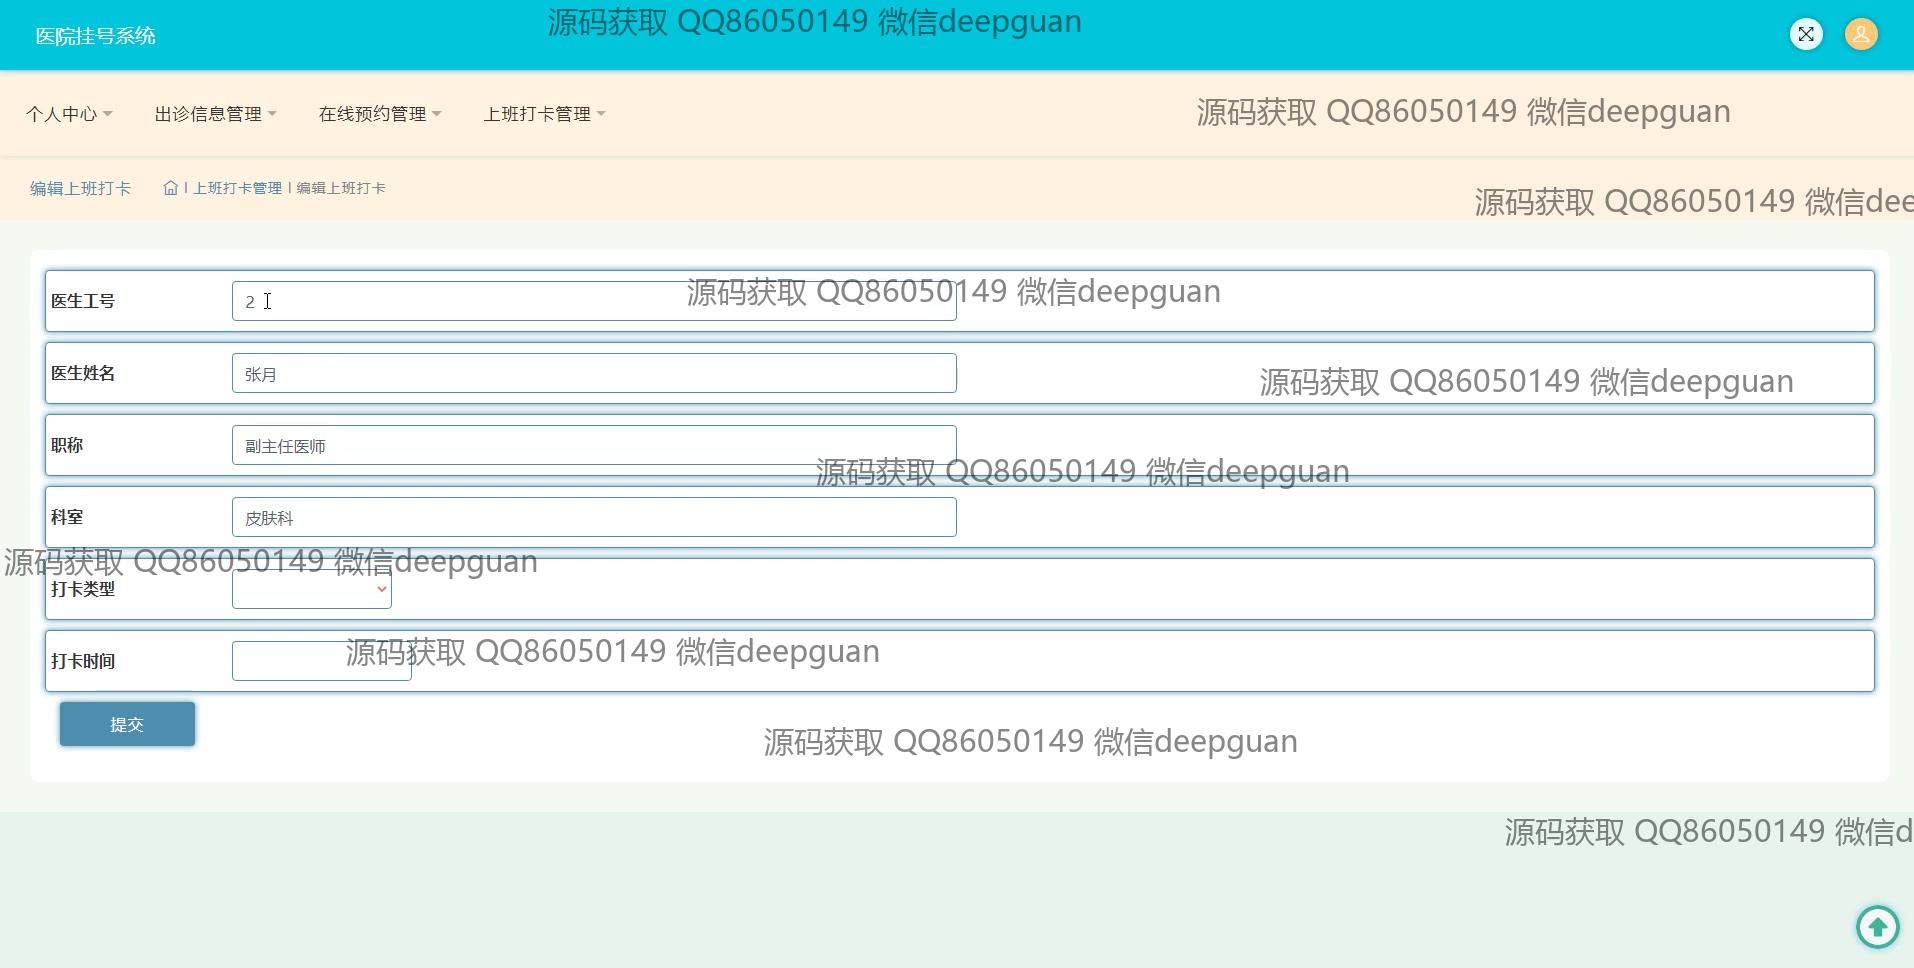 源码获取 QQ86050149 微信deepguan
医院挂号系统
个人中心 出诊信息管理 在线预约管理 上班打卡管理
源码获取 QQ86050149 微信deepguan
编辑上班打卡 上班打卡管理 编辑上班打卡
源码获取 QQ86050149 微信dee
医生工号 2
源码获取 QQ86050149 微信deepguan
医生姓名 张月
源码获取 QQ86050149 微信deepguan
职称 副主任医师
源码获取 QQ86050149 微信deepguan
科室 皮肤科
源码获取 QQ86050149 微信deepguan
打卡类型
打卡时间
源码获取 QQ86050149 微信deepguan
提交
源码获取 QQ86050149 微信deepguan
源码获取 QQ86050149 微信d